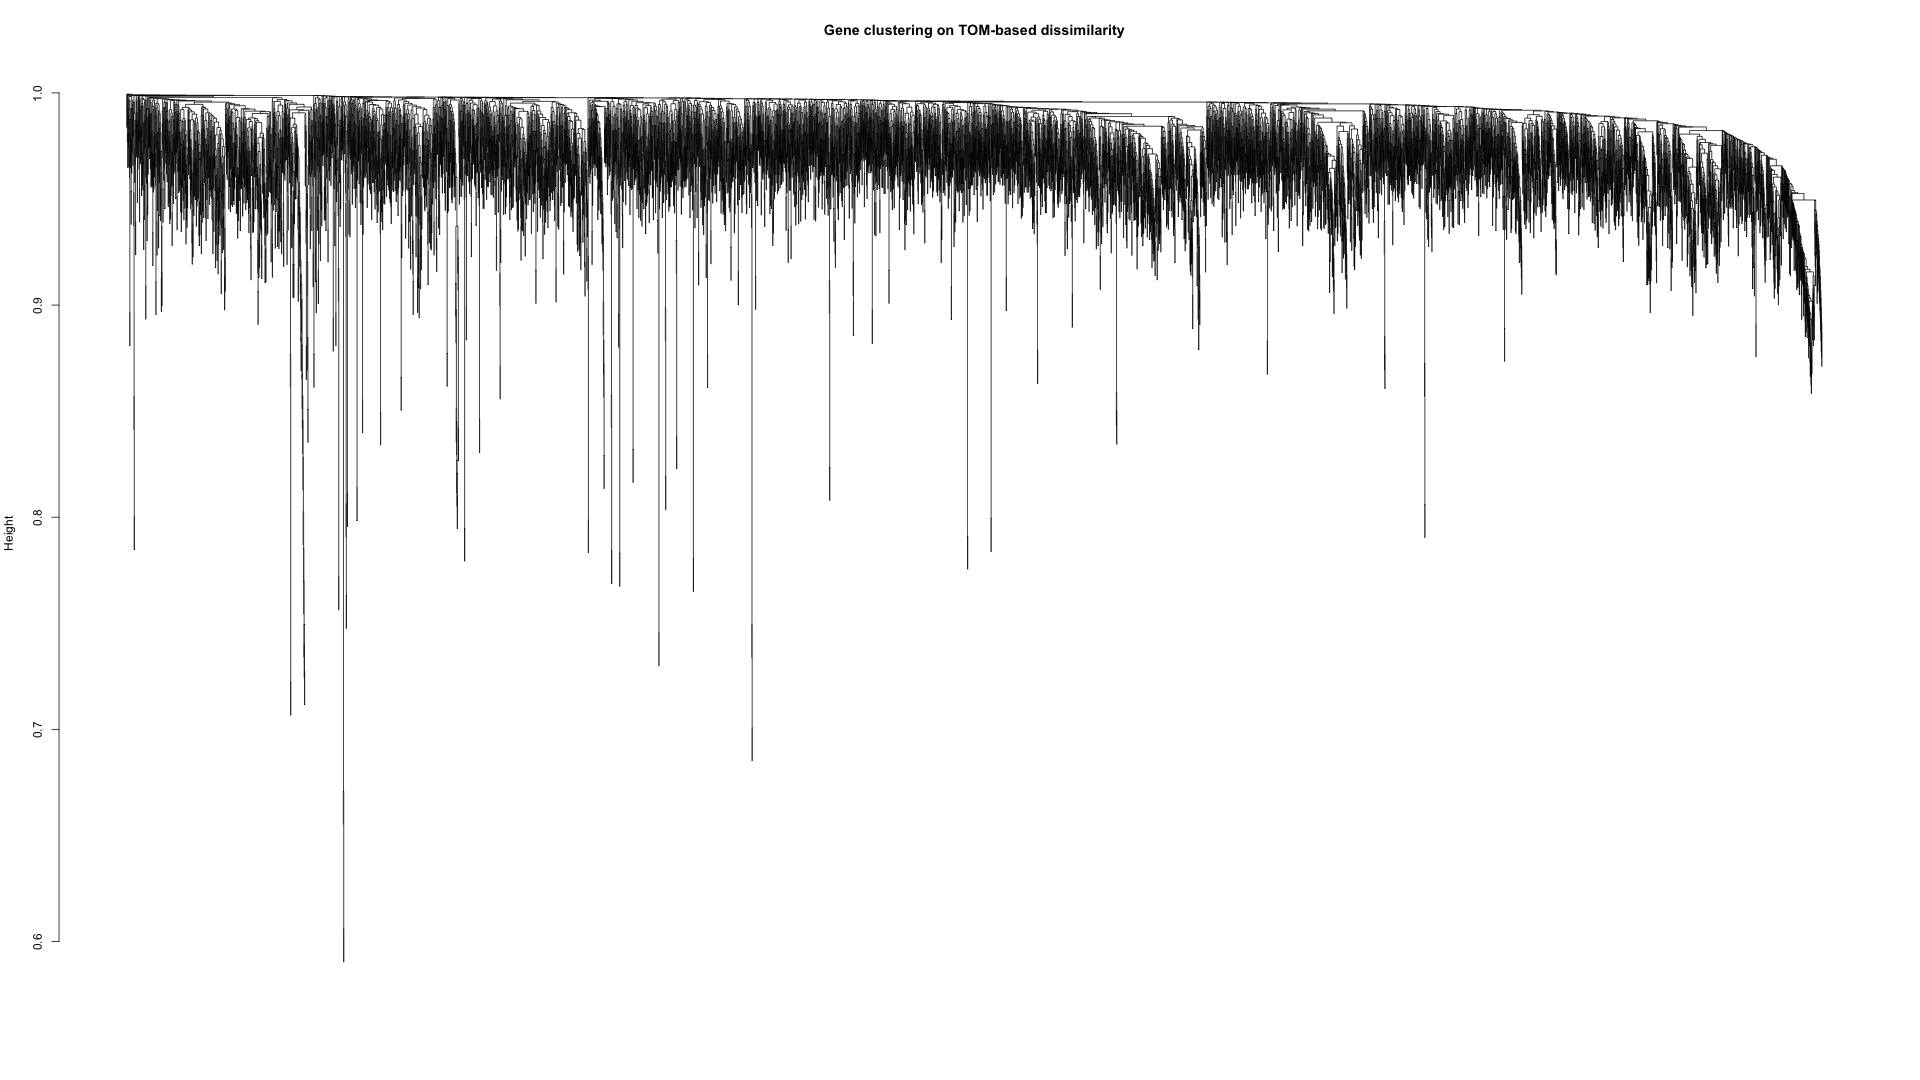 Gene clustering on TOM-based dissimilarity
1.0
0.9
0.8
Height
0.7
0.6